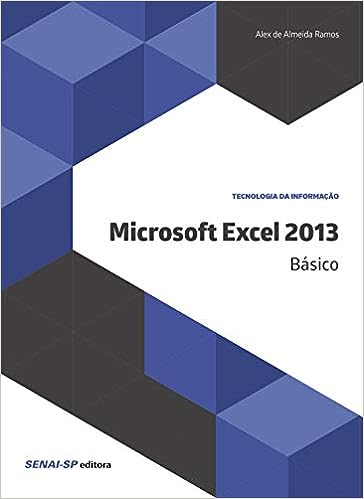 Alex de Almeida Ramos
TECNOLOGIA DA INFORMAÇÃO
Microsoft Excel 2013
Básico
SENAI-SP editora